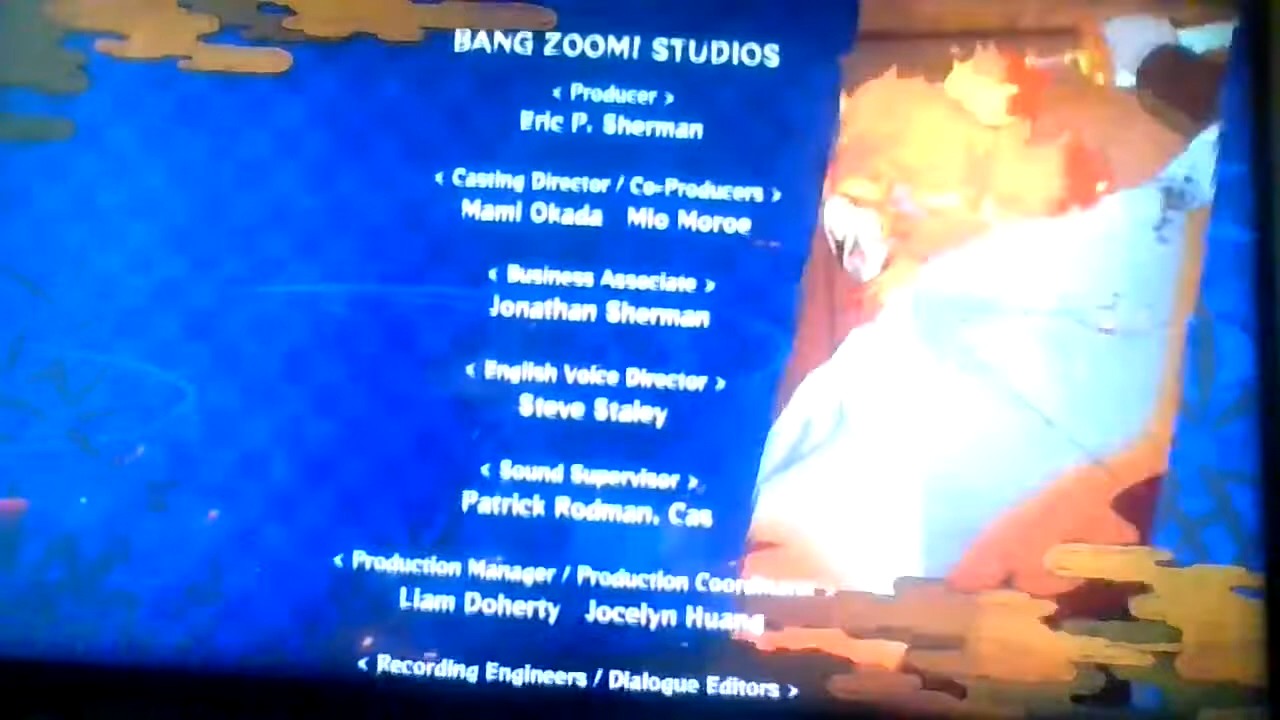 BANG ZOOM! STUDIOS
< Producer >
Eric P. Sherman
< Casting Director / Co-Producers >
Mami Okada Mio Moroe
< Business Associate >
Jonathan Sherman
< English Voice Director >
Steve Staley
< Sound Supervisor >
Patrick Rodman, Cas
< Production Manager / Production Coordinator >
Liam Doherty Jocelyn Huang
< Recording Engineers / Dialogue Editors >